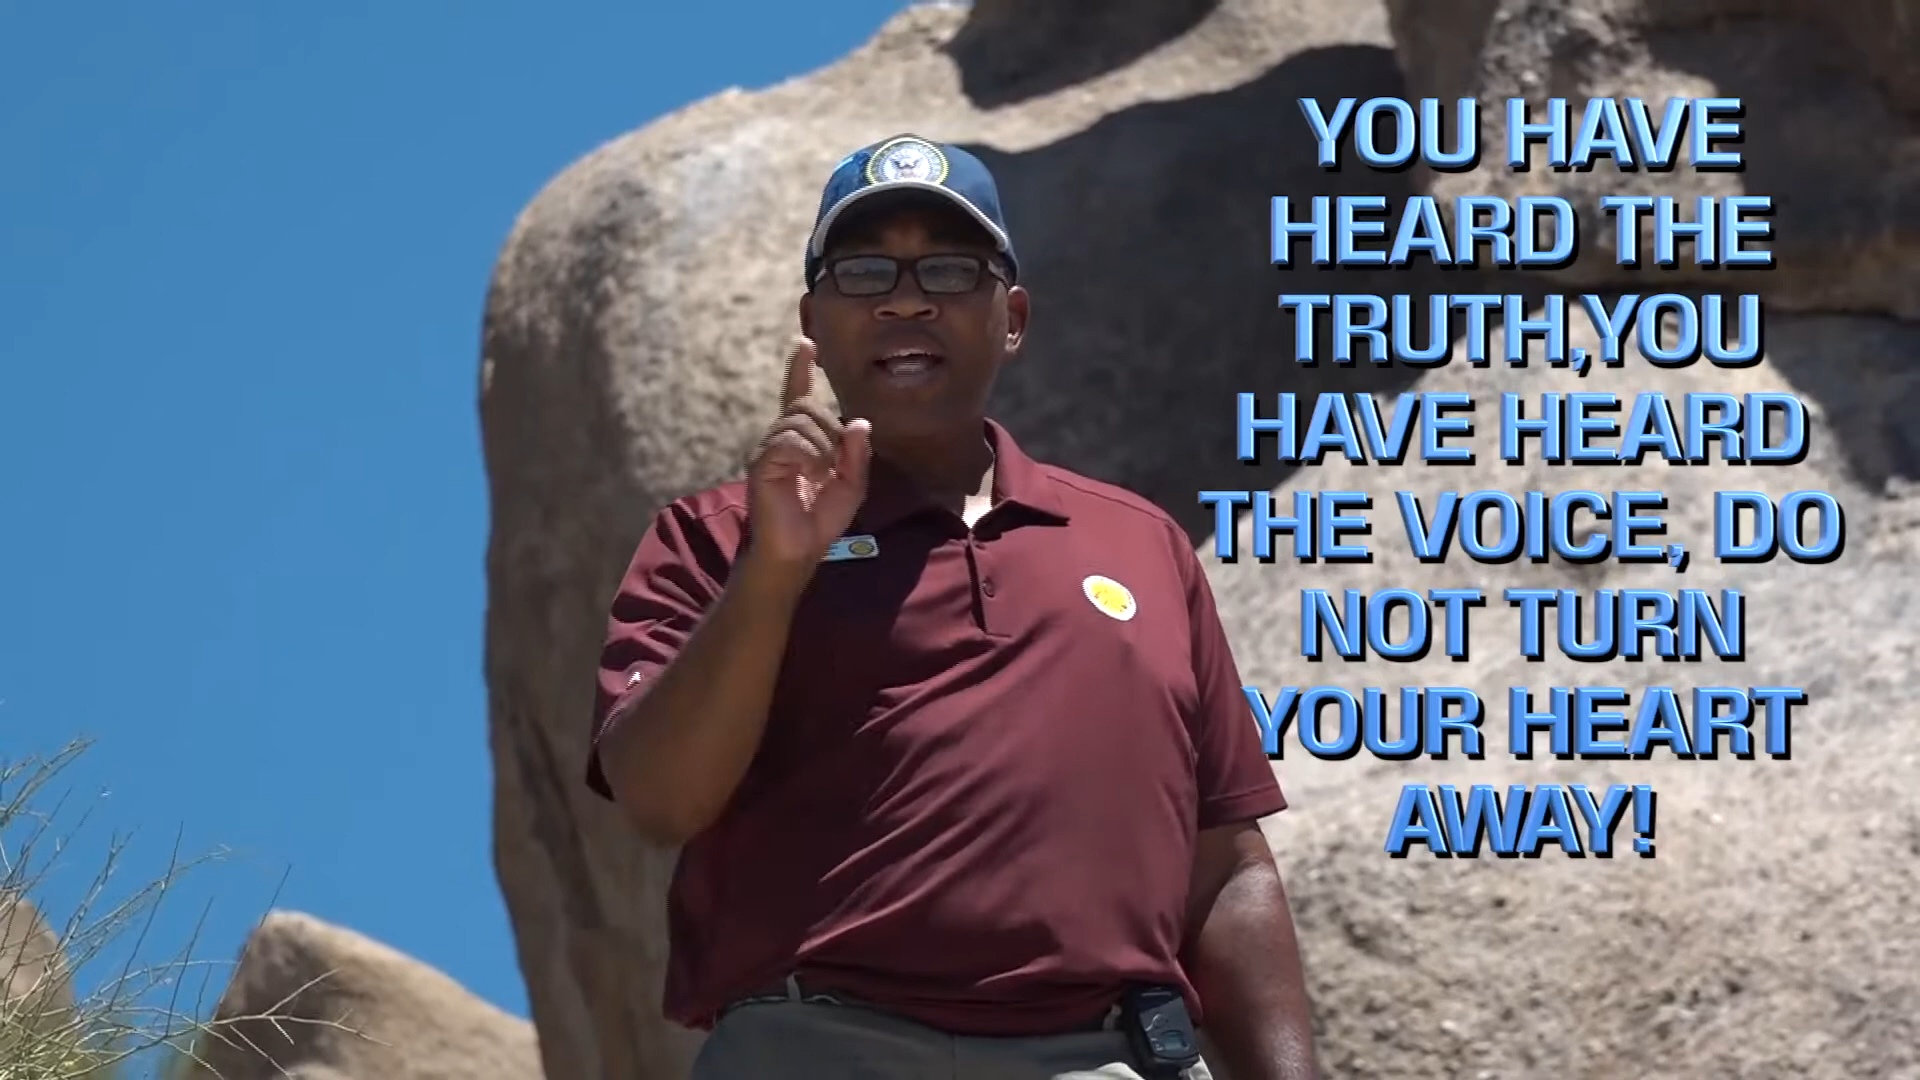 YOU HAVE
HEARD THE
TRUTH,YOU
HAVE HEARD
THE VOICE, DO
NOT TURN
YOUR HEART
AWAY!